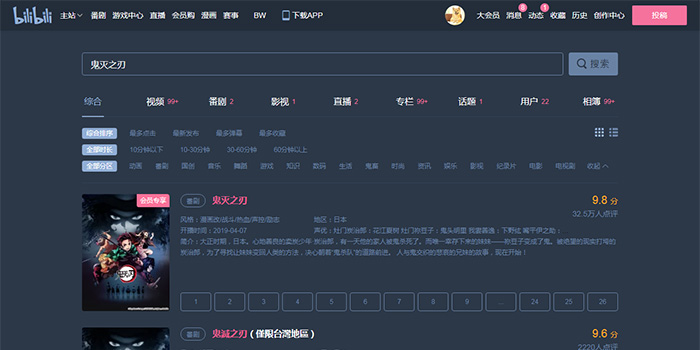 bilibili 主站 番剧 游戏中心 直播 会员购 漫画 赛事 BW 下载APP 大会员 消息 8 动态 1 收藏 历史 创作中心 投稿
鬼灭之刃 搜索
综合 视频 99+ 番剧 2 影视 1 直播 2 专栏 99+ 话题 1 用户 22 相簿 99+
综合排序 最多点击 最新发布 最多弹幕 最多收藏
全部时长 10分钟以下 10-30分钟 30-60分钟 60分钟以上
全部分区 动画 番剧 国创 音乐 舞蹈 游戏 知识 数码 生活 鬼畜 时尚 资讯 娱乐 影视 纪录片 电影 电视剧 收起
会员专享 番剧 鬼灭之刃 9.8 分
32.5万人点评
风格：漫画改/战斗/热血/声控/励志 地区：日本
开播时间：2019-04-07 声优：灶门炭治郎：花江夏树 灶门祢豆子：鬼头明里 我妻善逸：下野纮 嘴平伊之助：
简介：大正时期，日本。心地善良的卖炭少年 炭治郎，有一天他的家人被鬼杀死了。而唯一幸存下来的妹妹——祢豆子变成了鬼。被绝望的现实打垮的
炭治郎，为了寻找让妹妹变回人类的方法，决心朝着“鬼杀队”的道路前进。 人与鬼交织的悲哀的兄妹的故事，现在开始！
鬼滅之刃
1 2 3 4 5 6 7 8 9 ... 24 25 26
番剧 鬼滅之刃（僅限台灣地區） 9.6 分
2220人点评